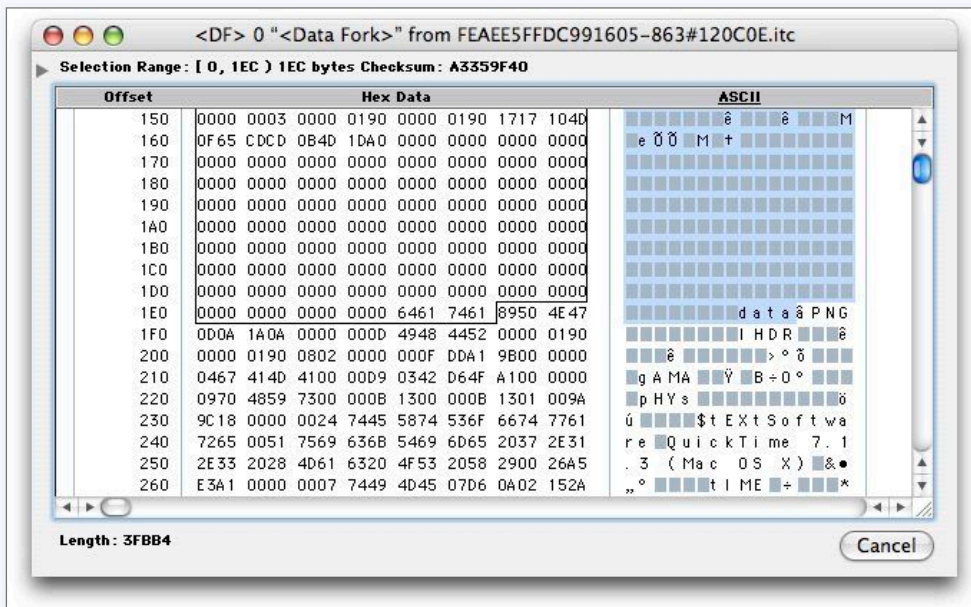 <DF> 0 “<Data Fork>” from FEAEE5FFDC991605-863#120C0E.itc
Selection Range: [ 0, 1EC ) 1EC bytes Checksum: A3359F40
Offset Hex Data ASCII
150 0000 0003 0000 0190 0000 0190 1717 104D ê ê M
160 0F65 CDCD 0B4D 1DA0 0000 0000 0000 0000 e Õ Õ M †
170 0000 0000 0000 0000 0000 0000 0000 0000
180 0000 0000 0000 0000 0000 0000 0000 0000
190 0000 0000 0000 0000 0000 0000 0000 0000
1A0 0000 0000 0000 0000 0000 0000 0000 0000
1B0 0000 0000 0000 0000 0000 0000 0000 0000
1C0 0000 0000 0000 0000 0000 0000 0000 0000
1D0 0000 0000 0000 0000 0000 0000 0000 0000
1E0 0000 0000 0000 0000 6461 7461 8950 4E47 dataâPNG
1F0 0D0A 1A0A 0000 000D 4948 4452 0000 0190 IHDR ê
200 0000 0190 0802 0000 000F DDA1 9B00 0000 ê > ° õ
210 0467 414D 4100 00D9 0342 D64F A100 0000 gAMA Ÿ B÷O°
220 0970 4859 7300 000B 1300 000B 1301 009A pHYs ö
230 9C18 0000 0024 7445 5874 536F 6674 7761 ú $tEXtSoftwa
240 7265 0051 7569 636B 5469 6D65 2037 2E31 re QuickTime 7.1
250 2E33 2028 4D61 6320 4F53 2058 2900 26A5 .3 (Mac OS X) &•
260 E3A1 0000 0007 7449 4D45 07D6 0A02 152A „° tIME ÷ *
Length: 3FBB4
Cancel